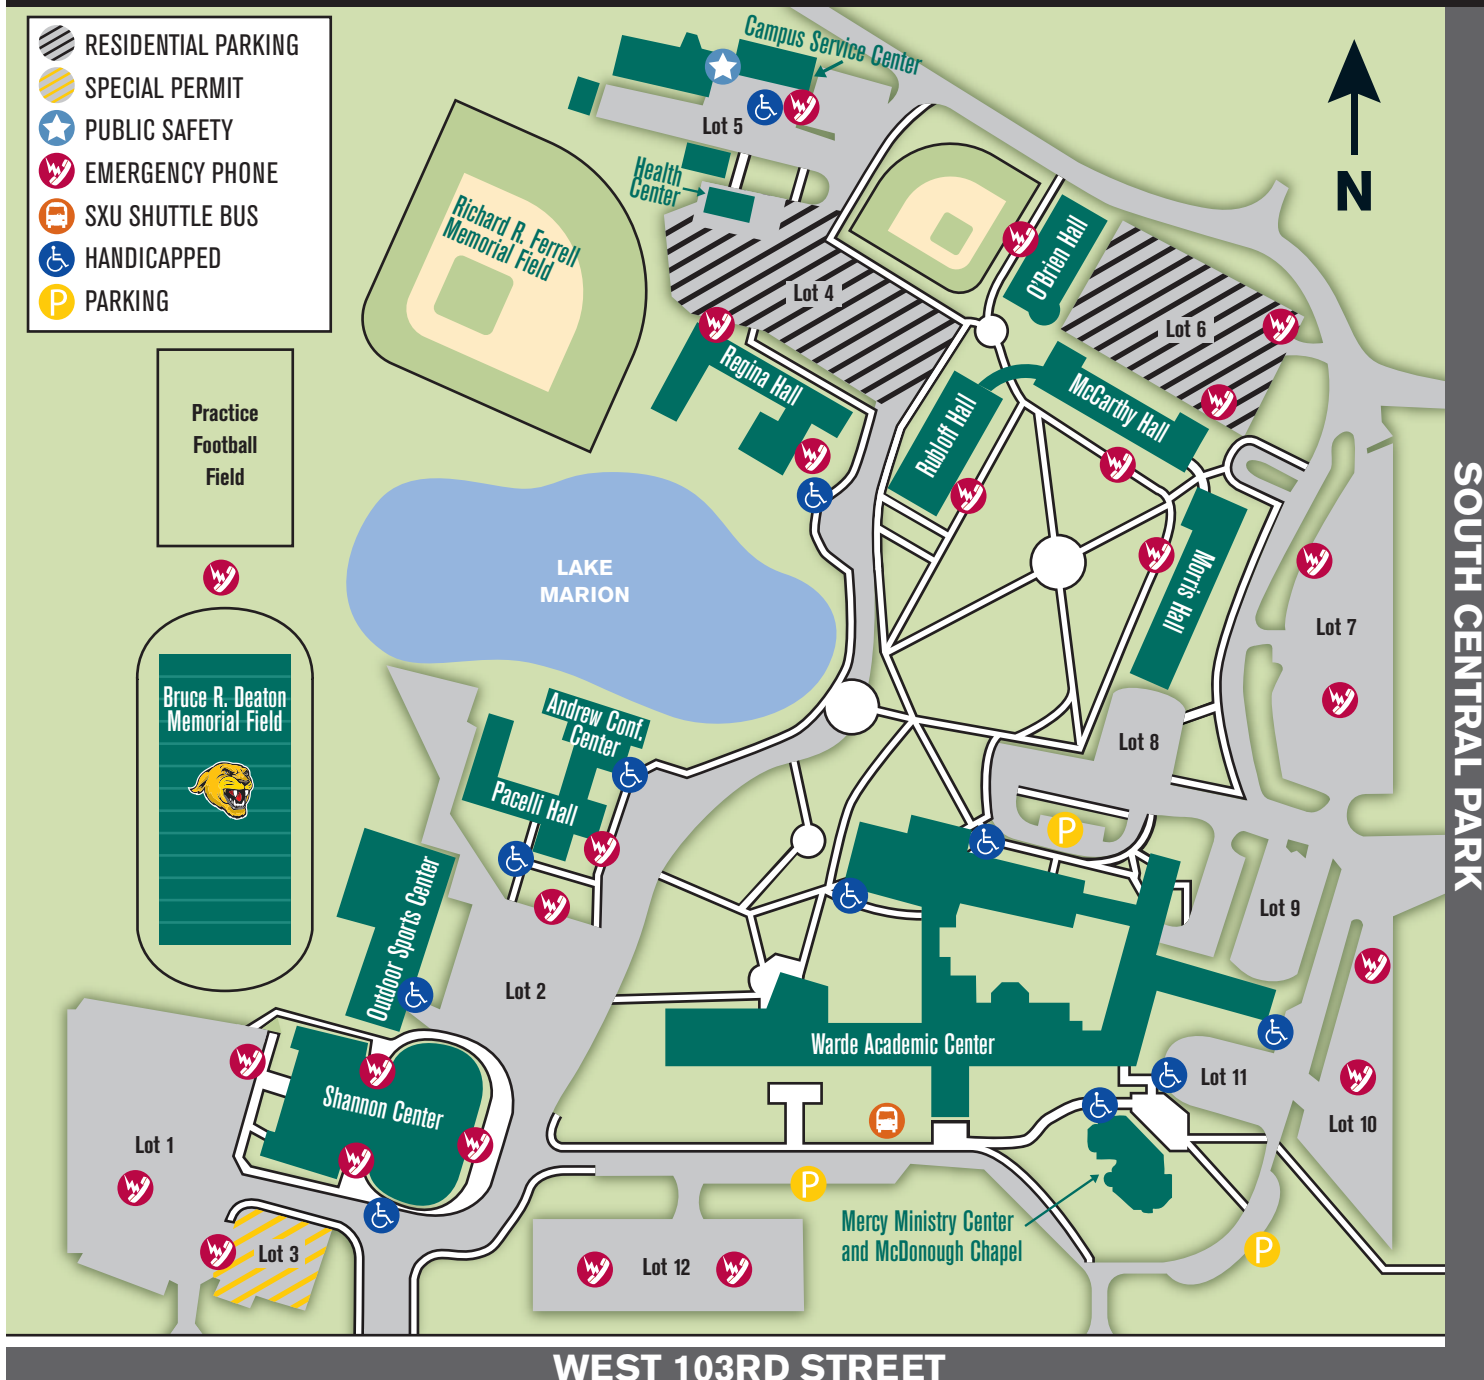 RESIDENTIAL PARKING
SPECIAL PERMIT
PUBLIC SAFETY
EMERGENCY PHONE
SXU SHUTTLE BUS
HANDICAPPED
P PARKING
Campus Service Center
Lot 5
Health
Center
N
Richard R. Ferrell
Memorial Field
O'Brien Hall
Lot 4
Lot 6
Regina Hall
McCarthy Hall
Rubloff Hall
Practice
Football
Field
SOUTH CENTRAL PARK
LAKE
MARION
Morris Hall
Lot 7
Bruce R. Deaton
Memorial Field
Andrew Conf.
Center
Lot 8
Pacelli Hall
P
Outdoor Sports Center
Lot 9
Lot 2
Warde Academic Center
Lot 11
Shannon Center
Lot 10
Lot 1
P
Mercy Ministry Center
and McDonough Chapel
P
Lot 3
Lot 12
WEST 103RD STREET